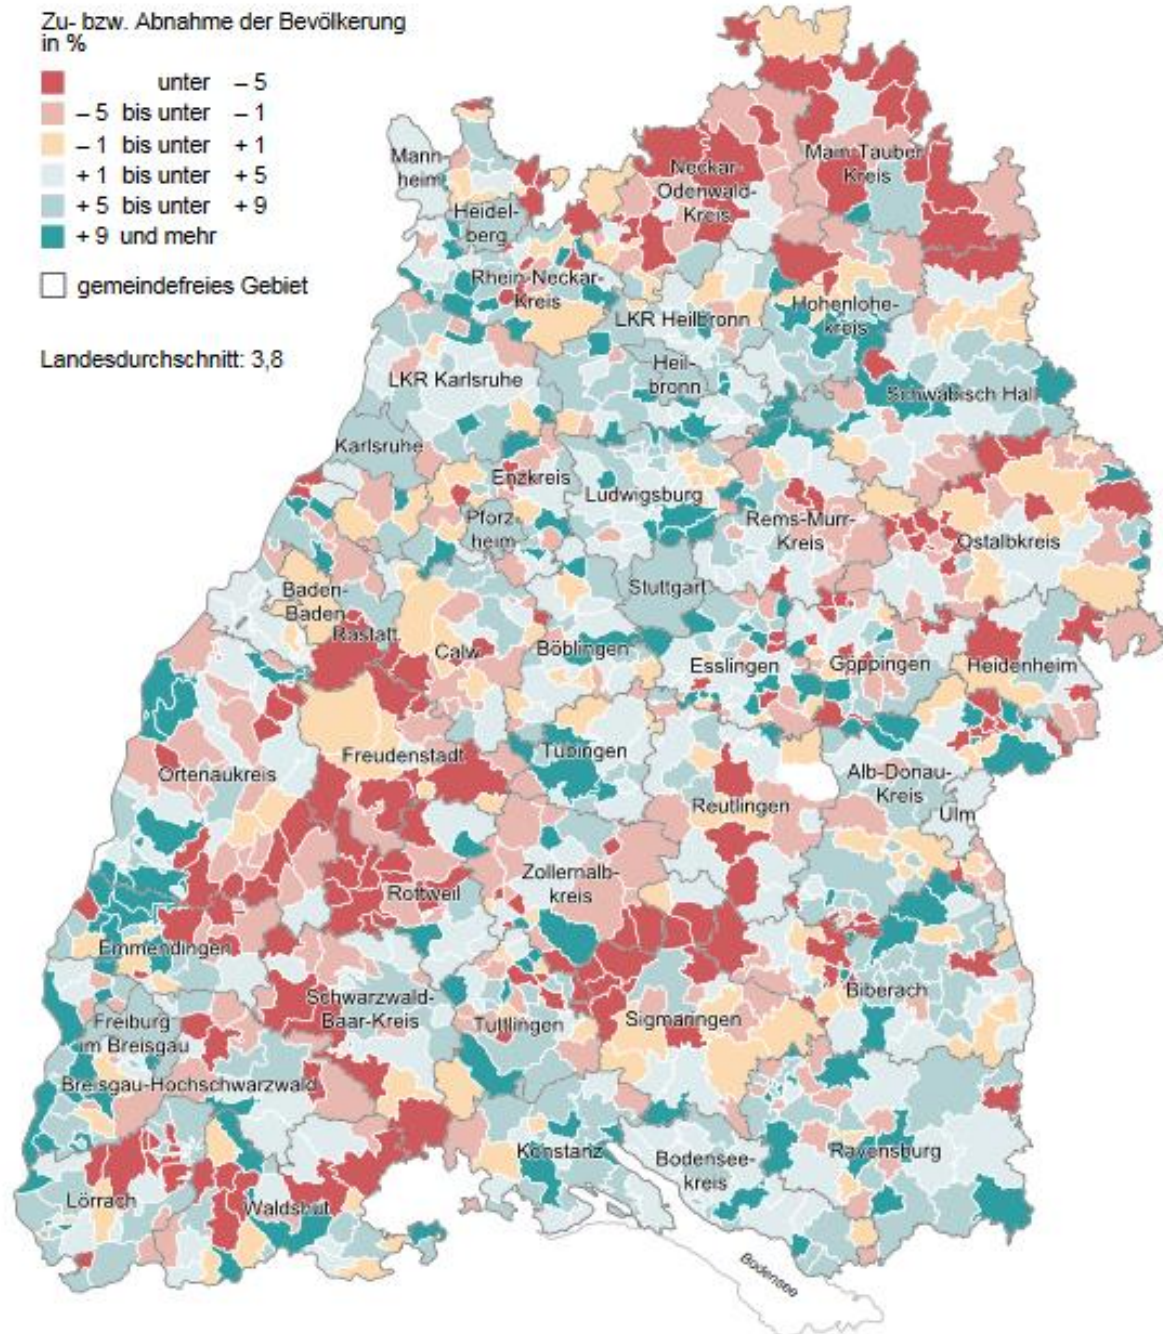 Zu- bzw. Abnahme der Bevölkerung
in %
unter – 5
– 5 bis unter – 1
– 1 bis unter + 1
+ 1 bis unter + 5
+ 5 bis unter + 9
+ 9 und mehr
gemeindefreies Gebiet
Landesdurchschnitt: 3,8
Mann-
heim
Heidel-
berg
Neckar-
Odenwald-
Kreis
Main-Tauber
Kreis
Rhein-Neckar-
Kreis
LKR Heilbronn
Hohenlohe-
kreis
Heil-
bronn
LKR Karlsruhe
Schwäbisch Hall
Karlsruhe
Enzkreis
Ludwigsburg
Pforz-
heim
Rems-Murr-
Kreis
Ostalbkreis
Stuttgart
Baden-
Baden
Rastatt
Calw
Böblingen
Esslingen
Göppingen
Heidenheim
Freudenstadt
Tübingen
Ortenaukreis
Reutlingen
Alb-Donau-
Kreis
Ulm
Zollernalb-
kreis
Rottweil
Emmendingen
Schwarzwald-
Baar-Kreis
Tuttlingen
Sigmaringen
Biberach
Freiburg
im Breisgau
Breisgau-Hochschwarzwald
Konstanz
Bodensee-
kreis
Ravensburg
Lörrach
Waldshut
Bodensee